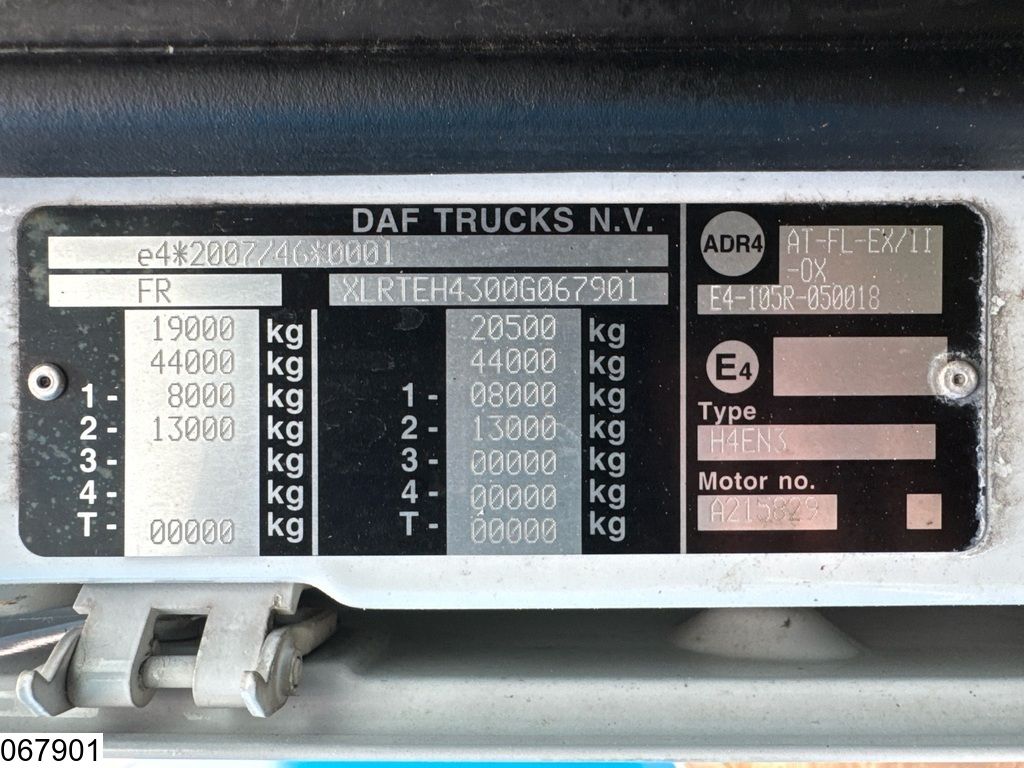 DAF TRUCKS N.V.
e4*2007/46*0001
FR XLRTEH4300G067901
19000 kg 20500 kg
44000 kg 44000 kg
1- 8000 kg 1- 08000 kg
2- 13000 kg 2- 13000 kg
3- kg 3- 00000 kg
4- kg 4- 00000 kg
T- 00000 kg T- 00000 kg
ADR4 AT-FL-EX/II
-OX
E4-105R-050018
E4
Type
H4EN3
Motor no.
A215829
067901